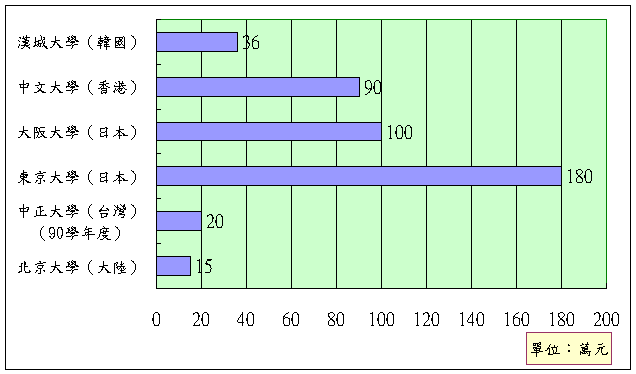 漢城大學（韓國）
36
中文大學（香港）
90
大阪大學（日本）
100
東京大學（日本）
180
中正大學（台灣）
（90學年度）
20
北京大學（大陸）
15
0 20 40 60 80 100 120 140 160 180 200
單位：萬元